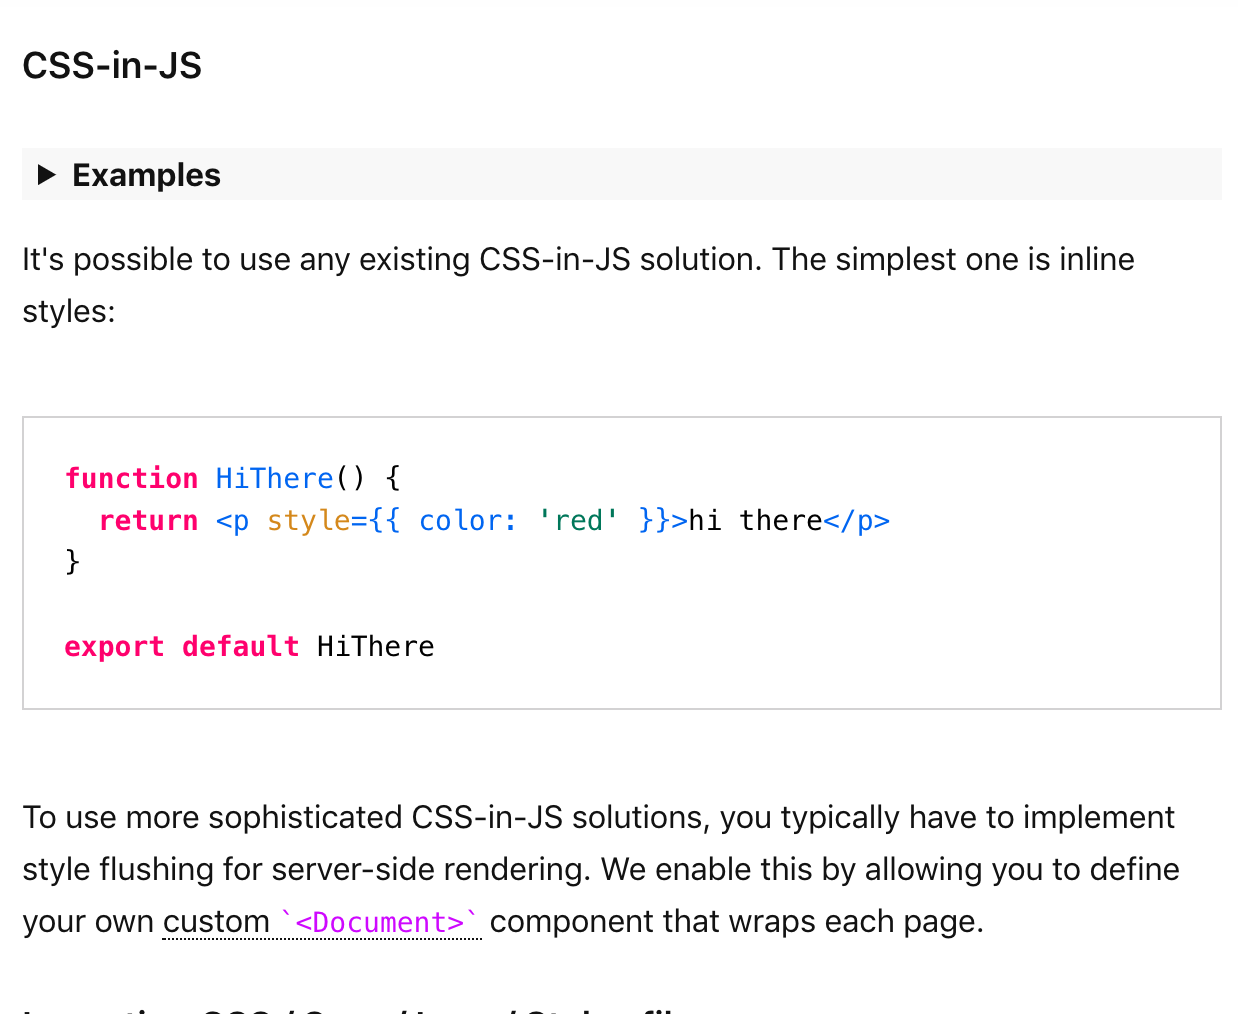 CSS-in-JS
Examples
It's possible to use any existing CSS-in-JS solution. The simplest one is inline
styles:
function HiThere() {
  return <p style={{ color: 'red' }}>hi there</p>
}
export default HiThere
To use more sophisticated CSS-in-JS solutions, you typically have to implement
style flushing for server-side rendering. We enable this by allowing you to define
your own custom `<Document>` component that wraps each page.